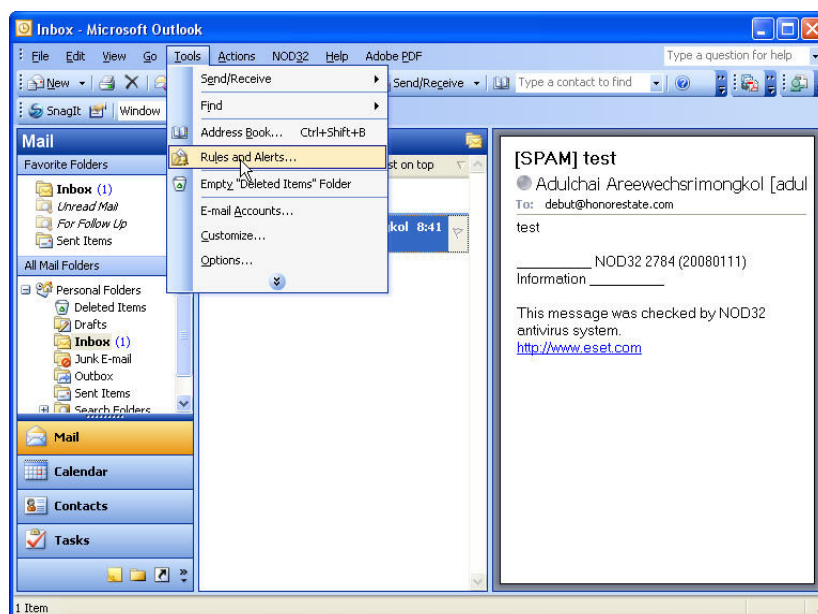 Inbox - Microsoft Outlook
File Edit View Go Tools Actions NOD32 Help Adobe PDF
Type a question for help
New
Send/Receive
Type a contact to find
SnagIt
Window
Send/Receive
Find
Address Book... Ctrl+Shift+B
Rules and Alerts...
Empty "Deleted Items" Folder
E-mail Accounts...
Customize...
Options...
Mail
Favorite Folders
Inbox (1)
Unread Mail
For Follow Up
Sent Items
All Mail Folders
Personal Folders
Deleted Items
Drafts
Inbox (1)
Junk E-mail
Outbox
Sent Items
Search Folders
Mail
Calendar
Contacts
Tasks
on top
8:41
[SPAM] test
Adulchai Areewechsrimongkol [adul
To: debut@honorestate.com
test
__________ NOD32 2784 (20080111)
Information __________
This message was checked by NOD32
antivirus system.
http://www.eset.com
1 Item